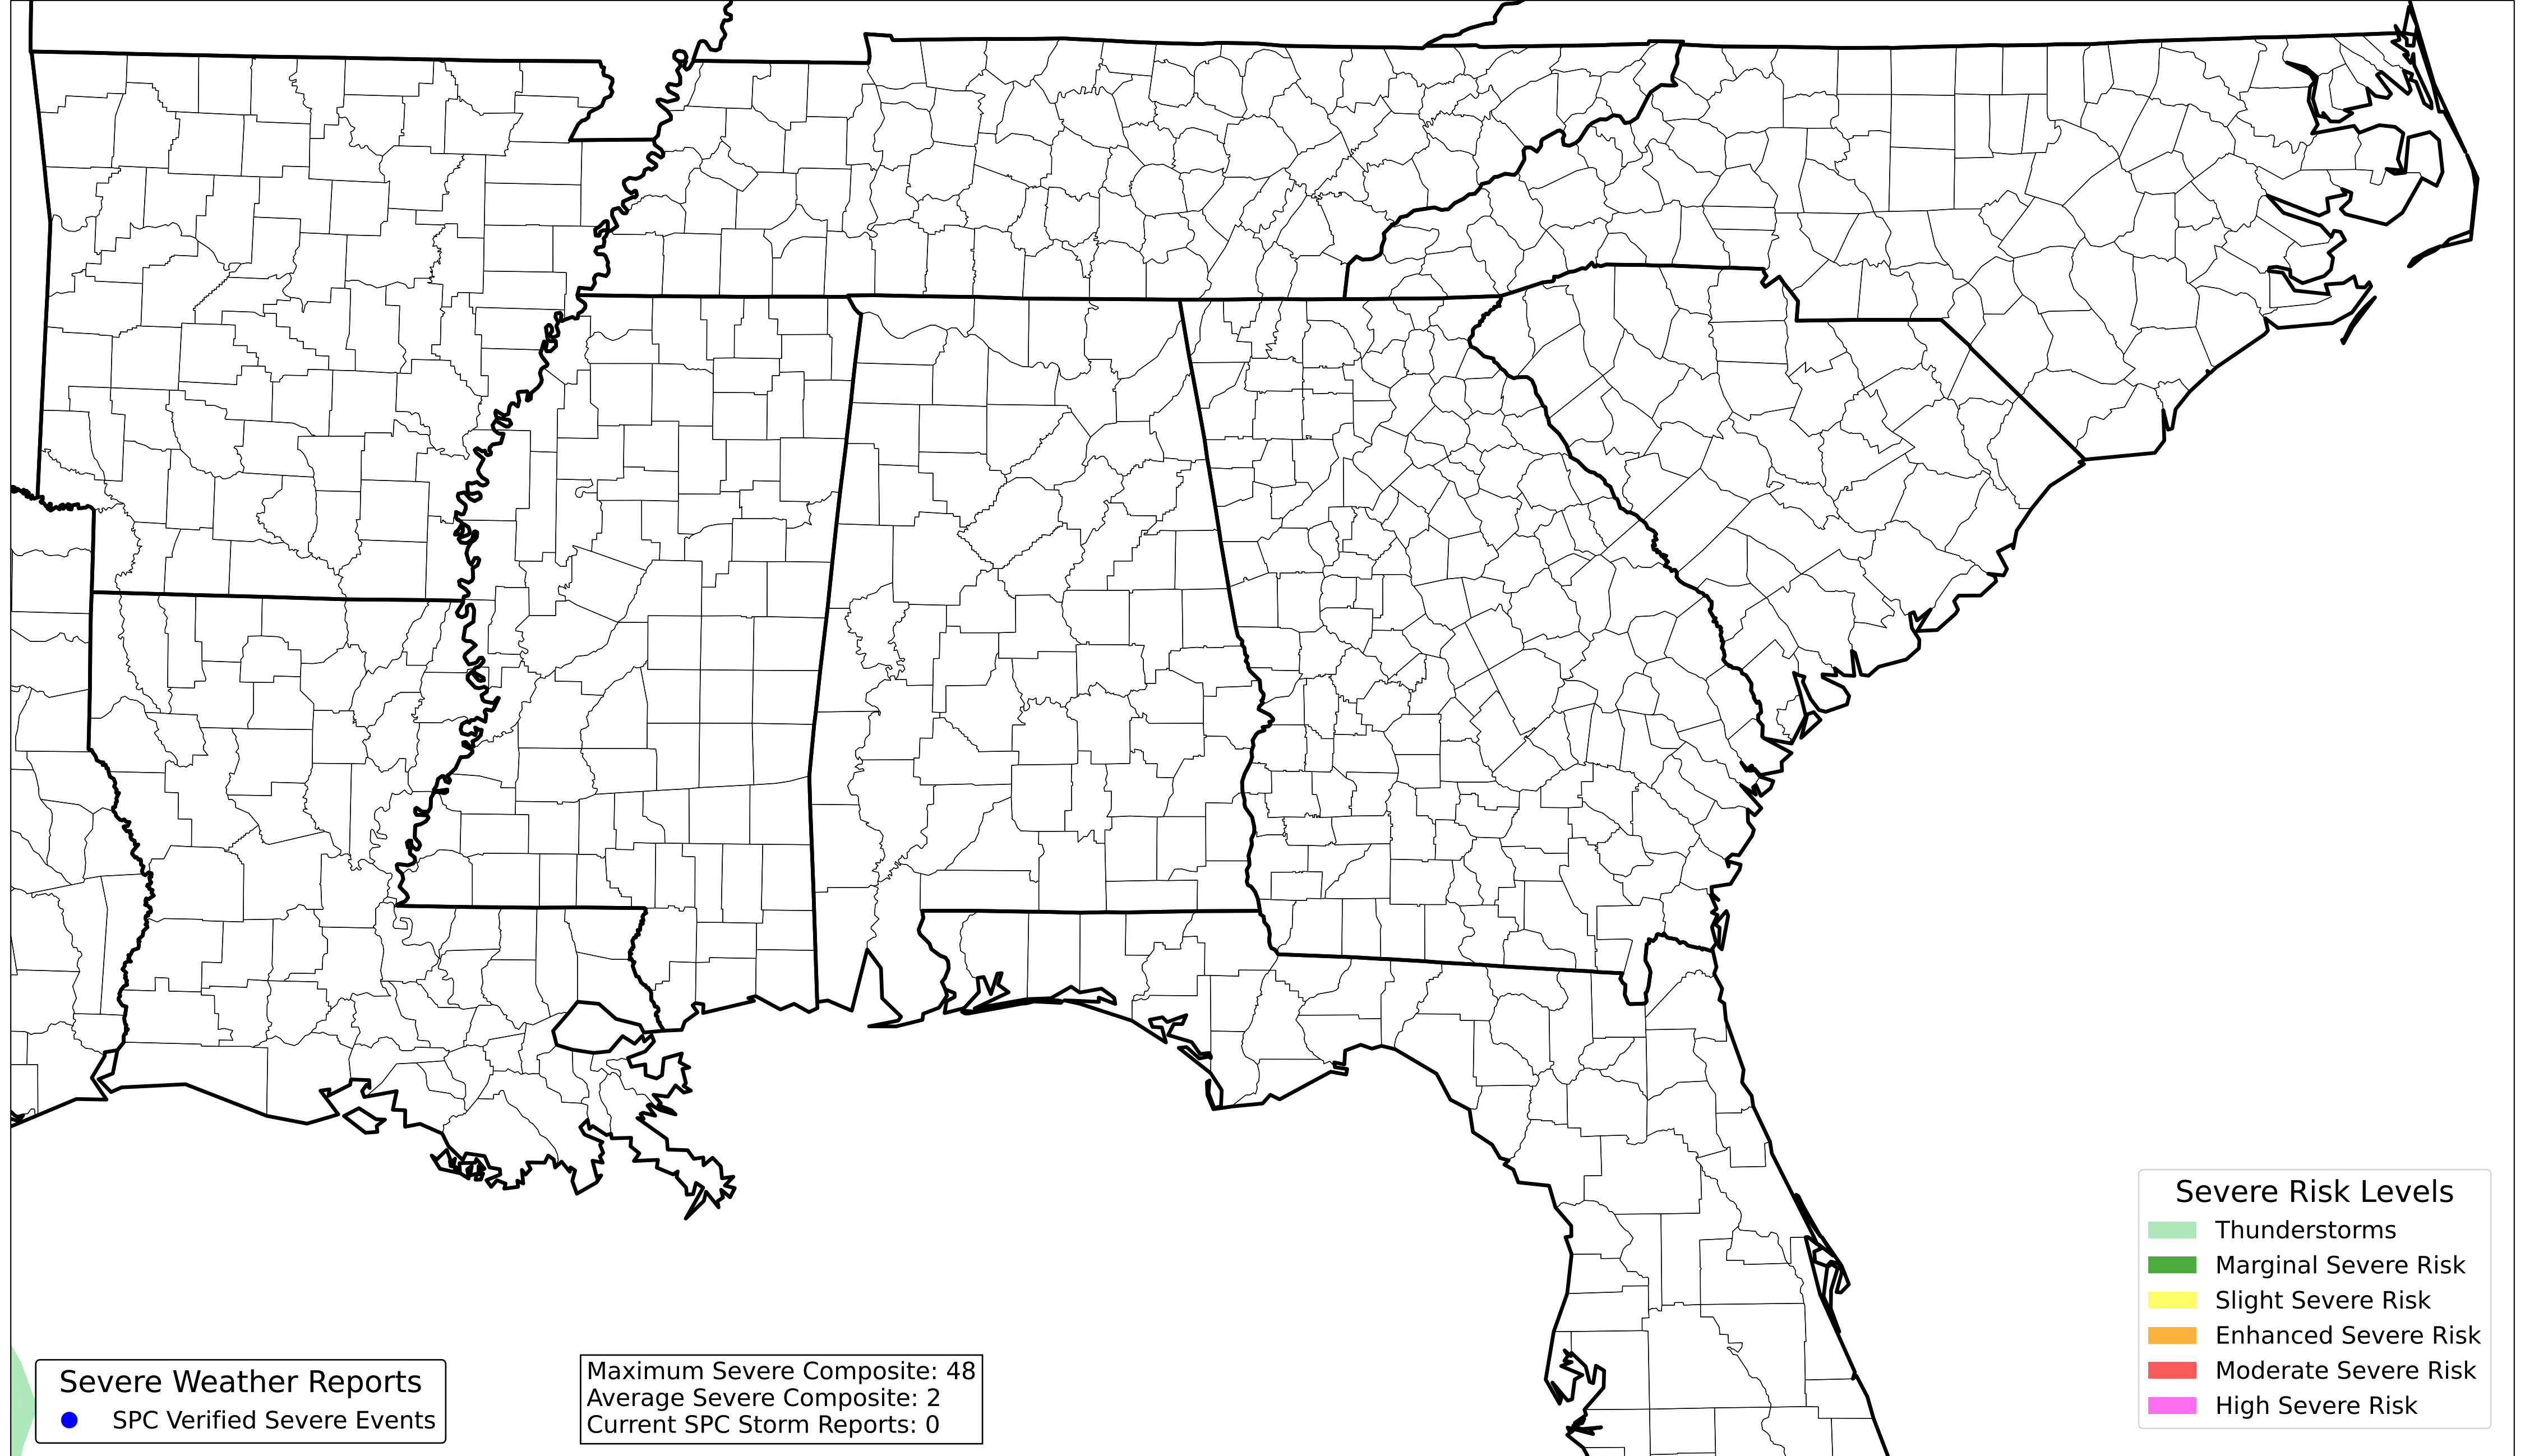 Severe Weather Reports
SPC Verified Severe Events
Maximum Severe Composite: 48
Average Severe Composite: 2
Current SPC Storm Reports: 0
Severe Risk Levels
Thunderstorms
Marginal Severe Risk
Slight Severe Risk
Enhanced Severe Risk
Moderate Severe Risk
High Severe Risk